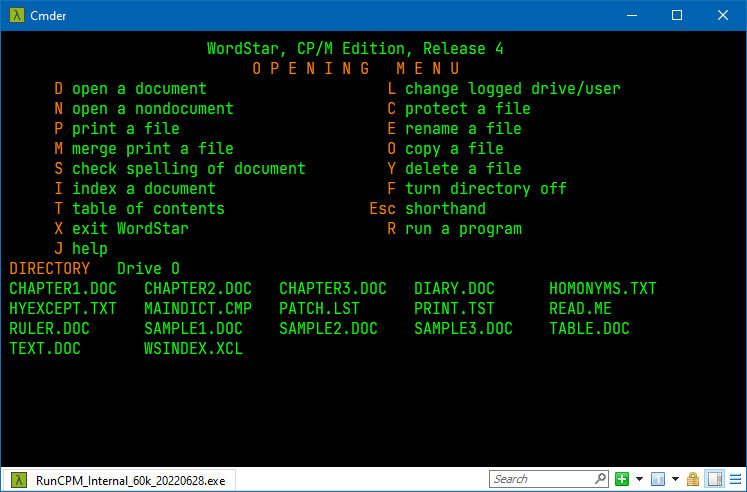 Cmder
WordStar, CP/M Edition, Release 4
O P E N I N G   M E N U
D open a document   L change logged drive/user
N open a nondocument   C protect a file
P print a file   E rename a file
M merge print a file   O copy a file
S check spelling of document   Y delete a file
I index a document   F turn directory off
T table of contents   Esc shorthand
X exit WordStar   R run a program
J help
DIRECTORY   Drive O
CHAPTER1.DOC   CHAPTER2.DOC   CHAPTER3.DOC   DIARY.DOC   HOMONYMS.TXT
HYEXCEPT.TXT   MAINDICT.CMP   PATCH.LST   PRINT.TST   READ.ME
RULER.DOC   SAMPLE1.DOC   SAMPLE2.DOC   SAMPLE3.DOC   TABLE.DOC
TEXT.DOC   WSINDEX.XCL
RunCPM_Internal_60k_20220628.exe   Search